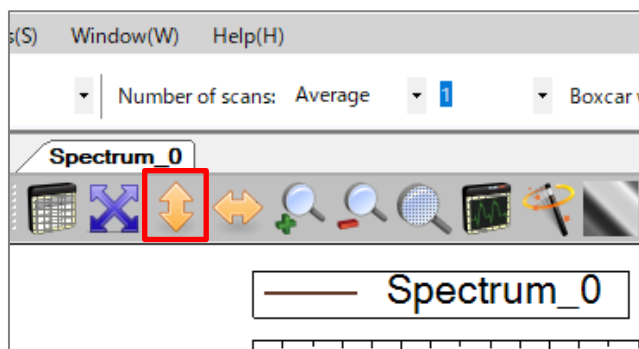 s(S) Window(W) Help(H)
Number of scans: Average 1 Boxcar
Spectrum_0
Spectrum_0